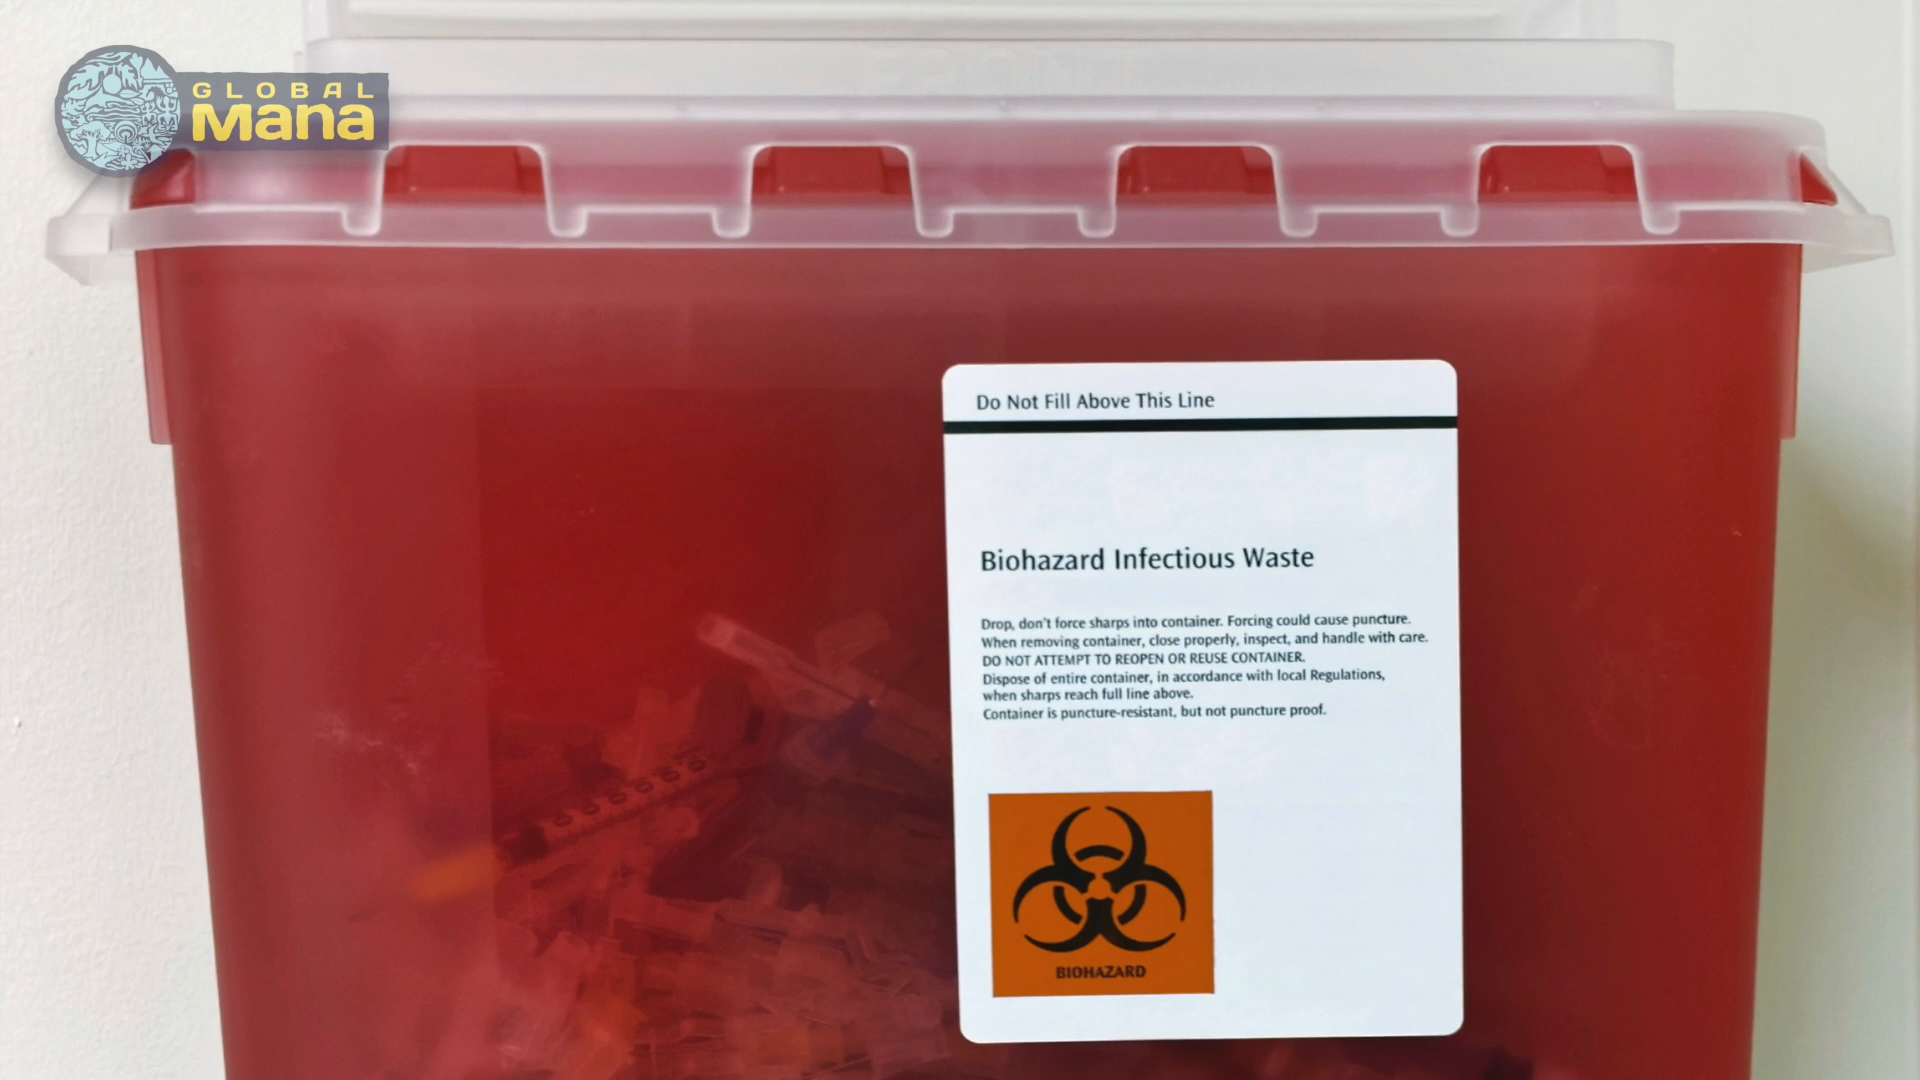 GLOBAL
Mana
Do Not Fill Above This Line
Biohazard Infectious Waste
Drop, don't force sharps into container. Forcing could cause puncture.
When removing container, close properly, inspect, and handle with care.
DO NOT ATTEMPT TO REOPEN OR REUSE CONTAINER.
Dispose of entire container, in accordance with local Regulations,
when sharps reach full line above.
Container is puncture-resistant, but not puncture proof.
BIOHAZARD